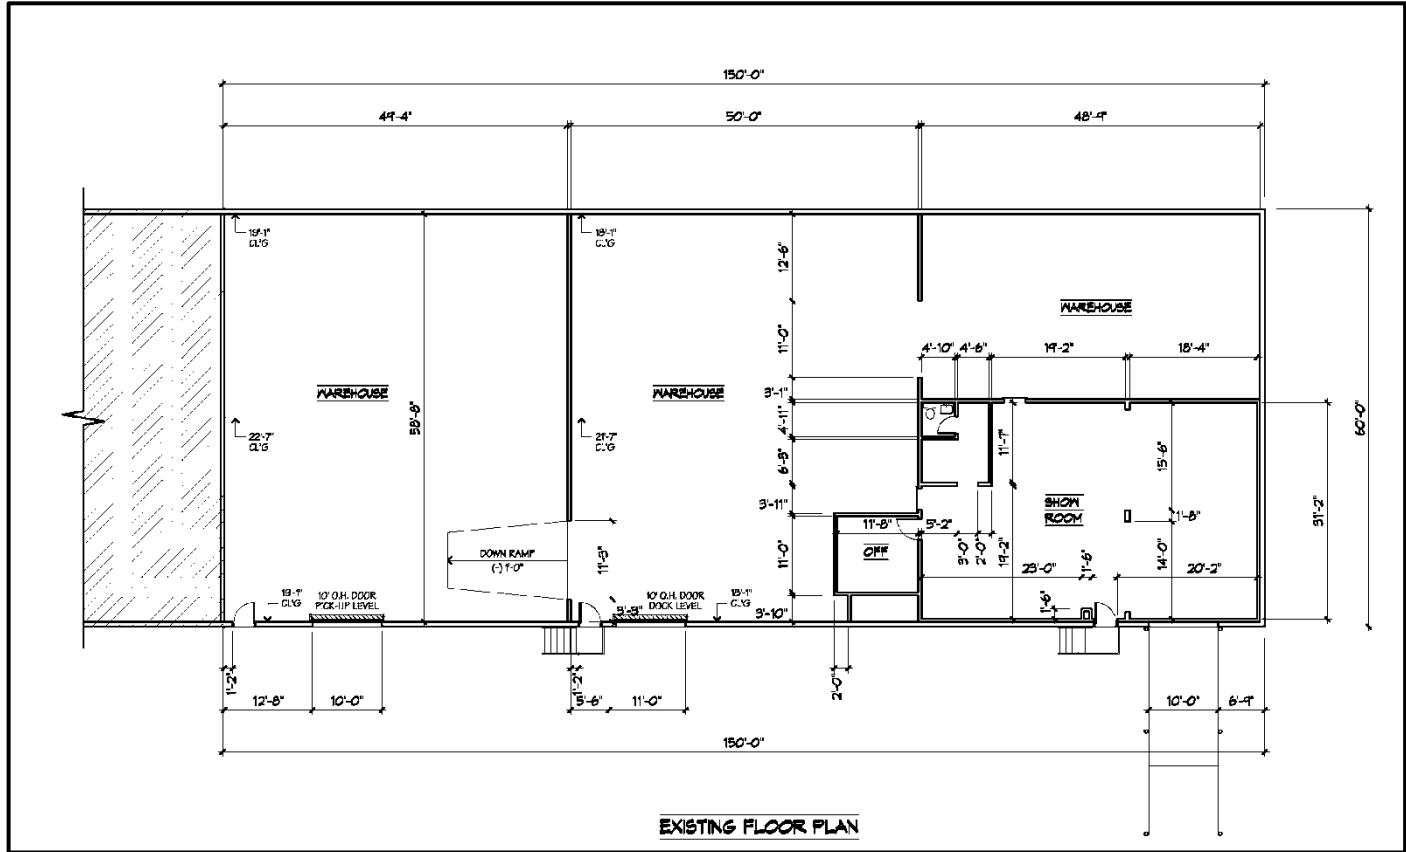 150'-0"
49'-4" 50'-0" 48'-9"
19'-1"
CL'G
18'-1"
CL'G
12'-6"
WAREHOUSE
60'-0"
11'-0"
4'-10" 4'-6" 19'-2" 18'-4"
WAREHOUSE
WAREHOUSE
3'-1"
58'-8"
4'-11"
22'-7"
CL'G
21'-7"
CL'G
11'-7"
15'-6"
6'-8"
SHOW
ROOM
31'-2"
3'-11"
1'-8"
11'-8" 5'-2"
DOWN RAMP
(-) 1'-0"
11'-3"
OFF
3'-0"
2'-0"
19'-2"
14'-0"
11'-0"
1'-6"
23'-0" 20'-2"
19'-1"
CL'G
10' O.H. DOOR
PICK-UP LEVEL
3'-3"
10' O.H. DOOR
DOCK LEVEL
18'-1"
CL'G
3'-10"
1'-6"
1'-2"
1'-2"
2'-0"
12'-8" 10'-0" 5'-6" 11'-0" 10'-0" 6'-9"
150'-0"
EXISTING FLOOR PLAN